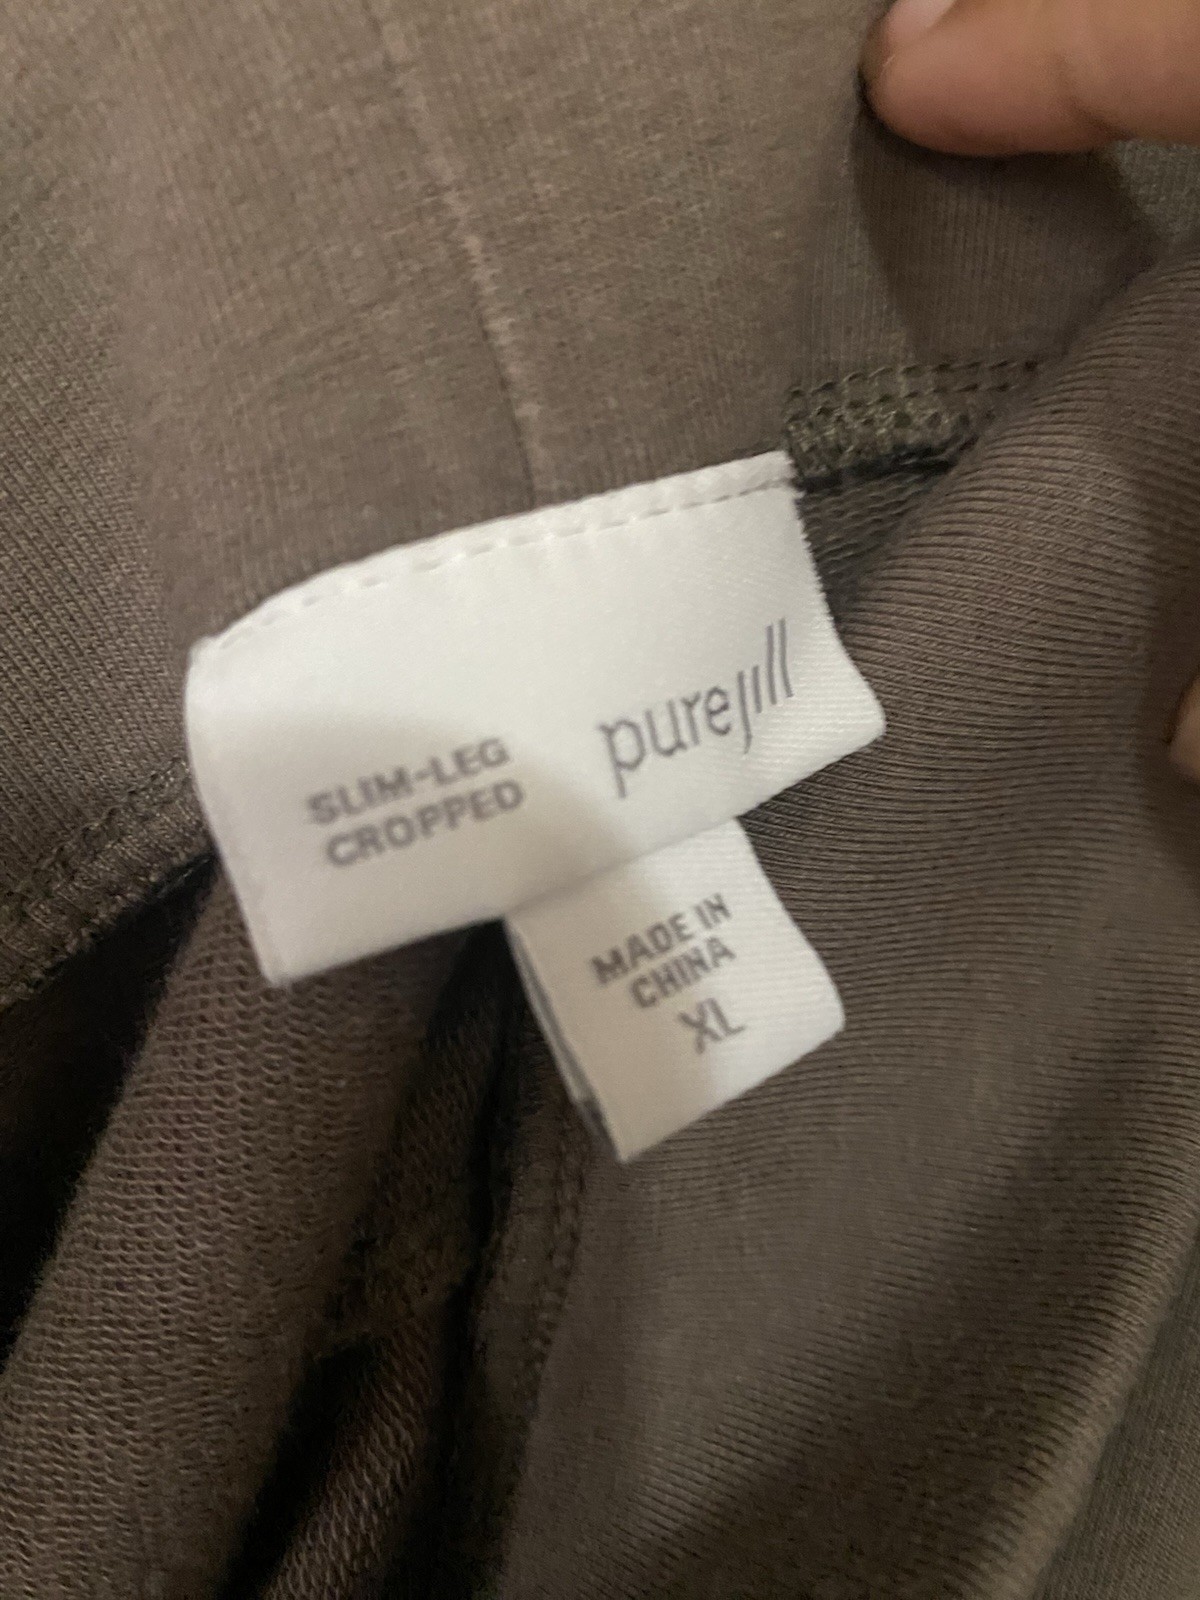 purejill
SLIM-LEG
CROPPED
MADE IN
CHINA
XL